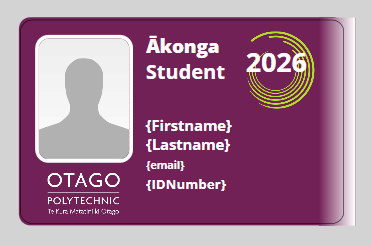 Ākonga
Student
2026
{Firstname}
{Lastname}
{email}
{IDNumber}
OTAGO
POLYTECHNIC
Te Kura Matatini ki Otago